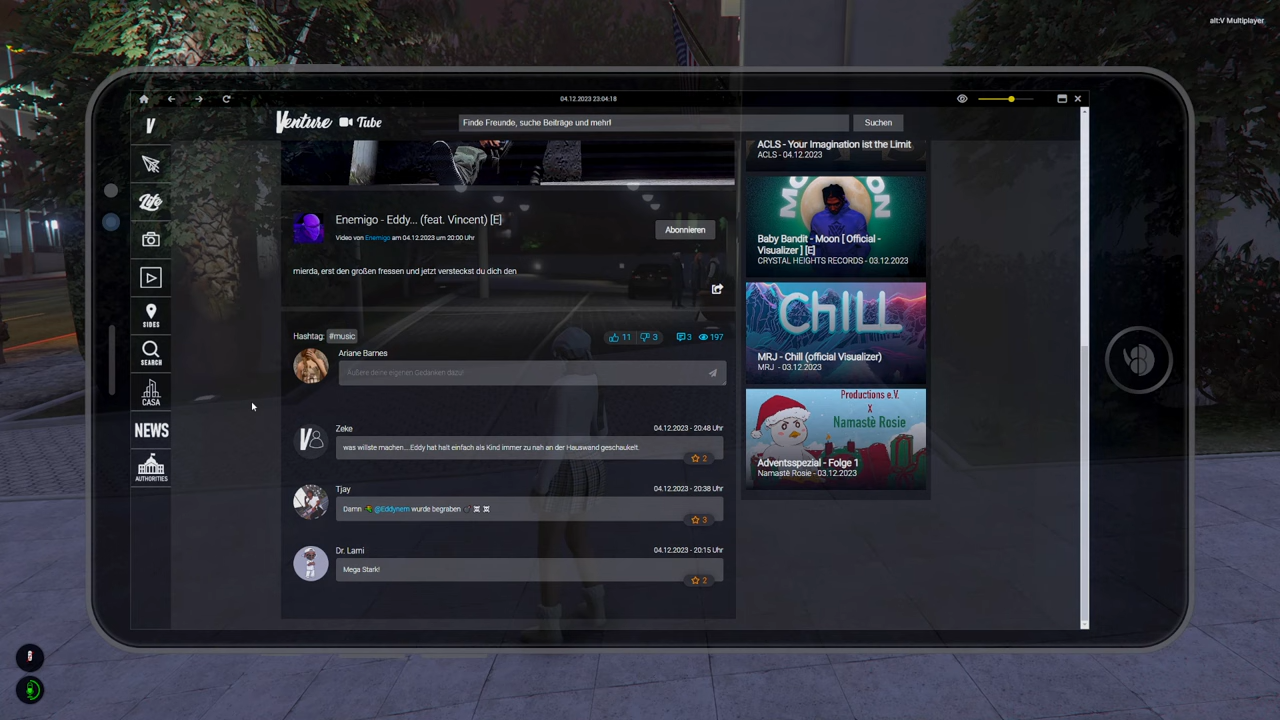 alt:V Multiplayer
04.12.2023 23:04:18
V
Venture Tube
Finde Freunde, suche Beiträge und mehr!
Suchen
Life
SIDES
SEARCH
CASA
NEWS
AUTHORITIES
Enemigo - Eddy... (feat. Vincent) [E]
Video von Enemigo am 04.12.2023 um 20:00 Uhr
Abonnieren
mierda, erst den großen fressen und jetzt versteckst du dich den
Hashtag: #music
11 3 3 197
Ariane Barnes
Äußere deine eigenen Gedanken dazu!
Zeke
04.12.2023 - 20:48 Uhr
was willste machen... Eddy hat halt einfach als Kind immer zu nah an der Hauswand geschaukelt.
2
Tjay
04.12.2023 - 20:38 Uhr
Damn @Eddynem wurde begraben
3
Dr. Lami
04.12.2023 - 20:15 Uhr
Mega Stark!
2
ACLS - Your Imagination ist the Limit
ACLS - 04.12.2023
MOON
Baby Bandit - Moon [ Official -
Visualizer ] [E]
CRYSTAL HEIGHTS RECORDS - 03.12.2023
CHiLL
MRJ - Chill (official Visualizer)
MRJ - 03.12.2023
Productions e.V.
X
Namastè Rosie
Adventsspezial - Folge 1
Namastè Rosie - 03.12.2023